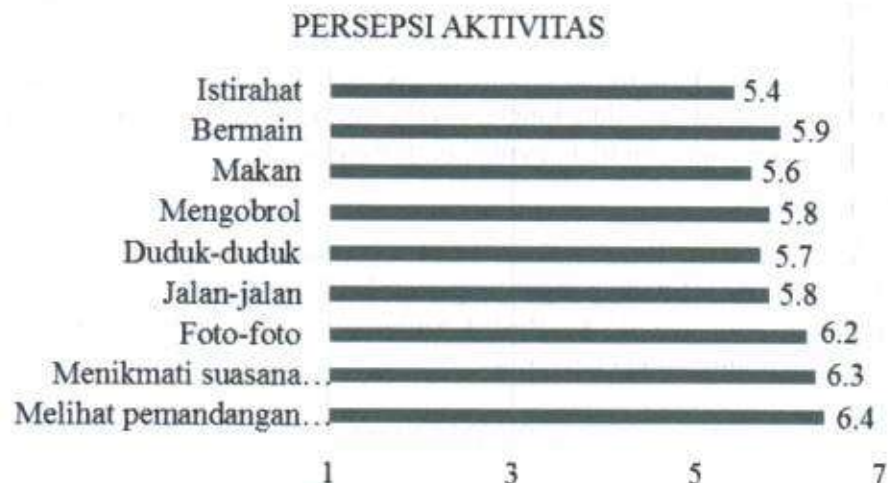 PERSEPSI AKTIVITAS
Istirahat 5.4
Bermain 5.9
Makan 5.6
Mengobrol 5.8
Duduk-duduk 5.7
Jalan-jalan 5.8
Foto-foto 6.2
Menikmati suasana... 6.3
Melihat pemandangan... 6.4
1 3 5 7